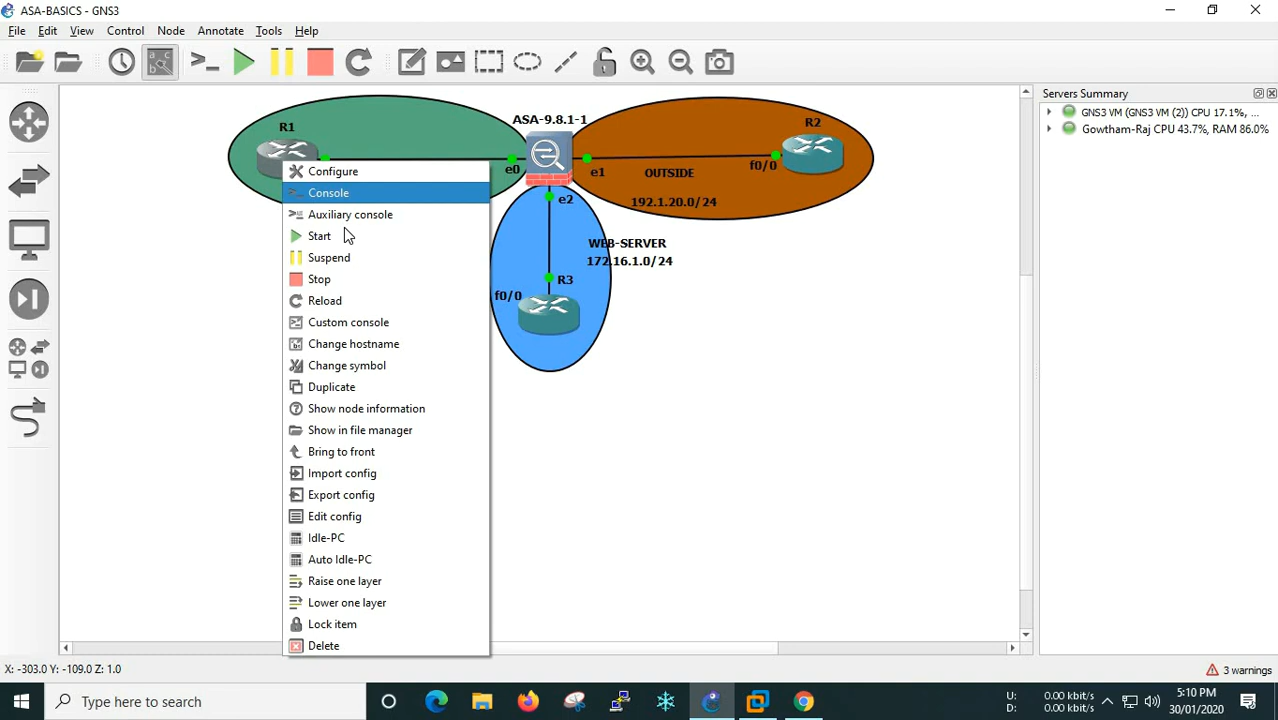 ASA-BASICS - GNS3
File Edit View Control Node Annotate Tools Help
Servers Summary
GNS3 VM (GNS3 VM (2)) CPU 17.1%, ...
Gowtham-Raj CPU 43.7%, RAM 86.0%
ASA-9.8.1-1
R1
R2
e0
e1
f0/0
OUTSIDE
192.1.20.0/24
e2
WEB-SERVER
172.16.1.0/24
R3
f0/0
Configure
Console
Auxiliary console
Start
Suspend
Stop
Reload
Custom console
Change hostname
Change symbol
Duplicate
Show node information
Show in file manager
Bring to front
Import config
Export config
Edit config
Idle-PC
Auto Idle-PC
Raise one layer
Lower one layer
Lock item
Delete
X: -303.0 Y: -109.0 Z: 1.0
3 warnings
Type here to search
U: 0.00 kbit/s
D: 0.00 kbit/s
5:10 PM
30/01/2020